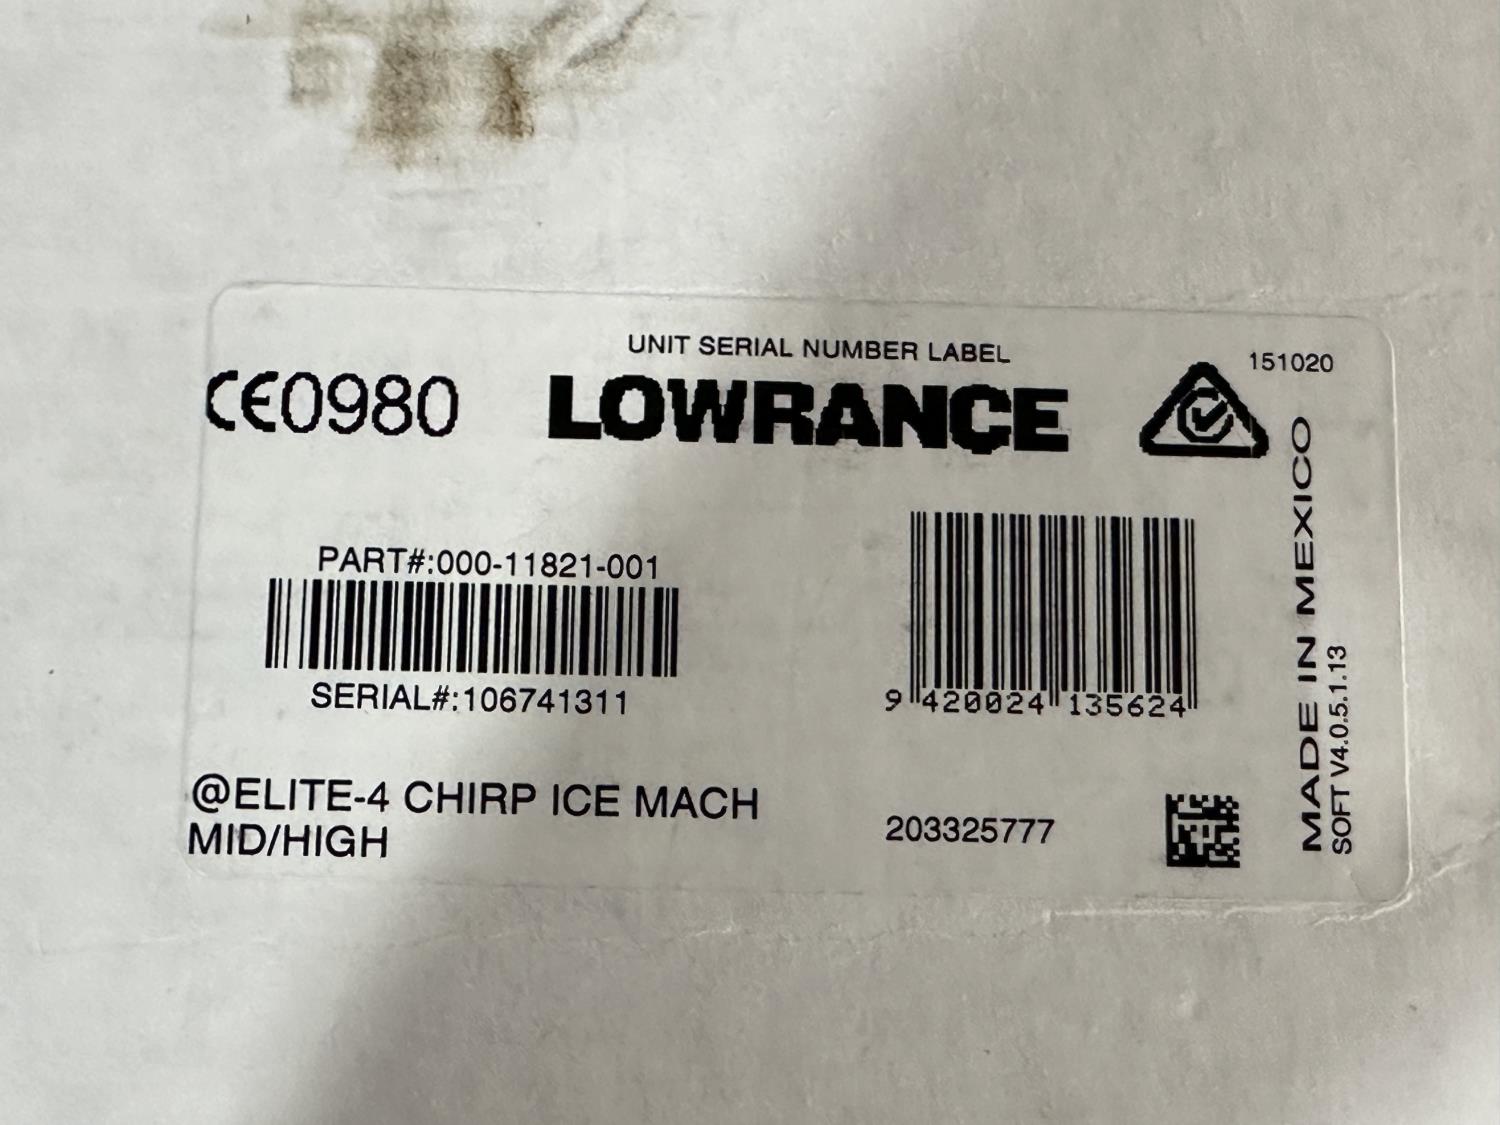 UNIT SERIAL NUMBER LABEL
CE0980
LOWRANCE
151020
PART#:000-11821-001
SERIAL#:106741311
9 420024 135624
@ELITE-4 CHIRP ICE MACH
MID/HIGH
203325777
MADE IN MEXICO
SOFT V4.0.5.1.13